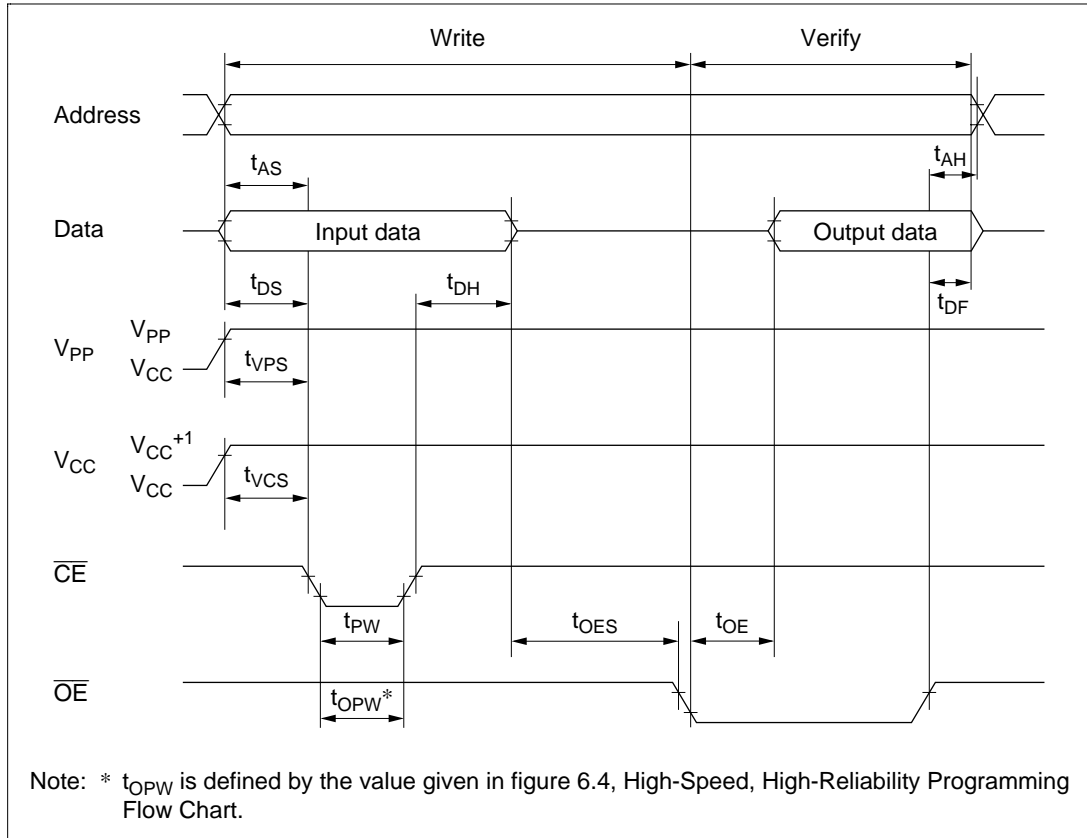 Write Verify
Address
tAS tAH
Data Input data Output data
tDS tDH tDF
VPP VPP
VCC tVPS
VCC VCC+1
VCC tVCS
CE
tPW tOES tOE
OE tOPW*
Note: * tOPW is defined by the value given in figure 6.4, High-Speed, High-Reliability Programming
Flow Chart.